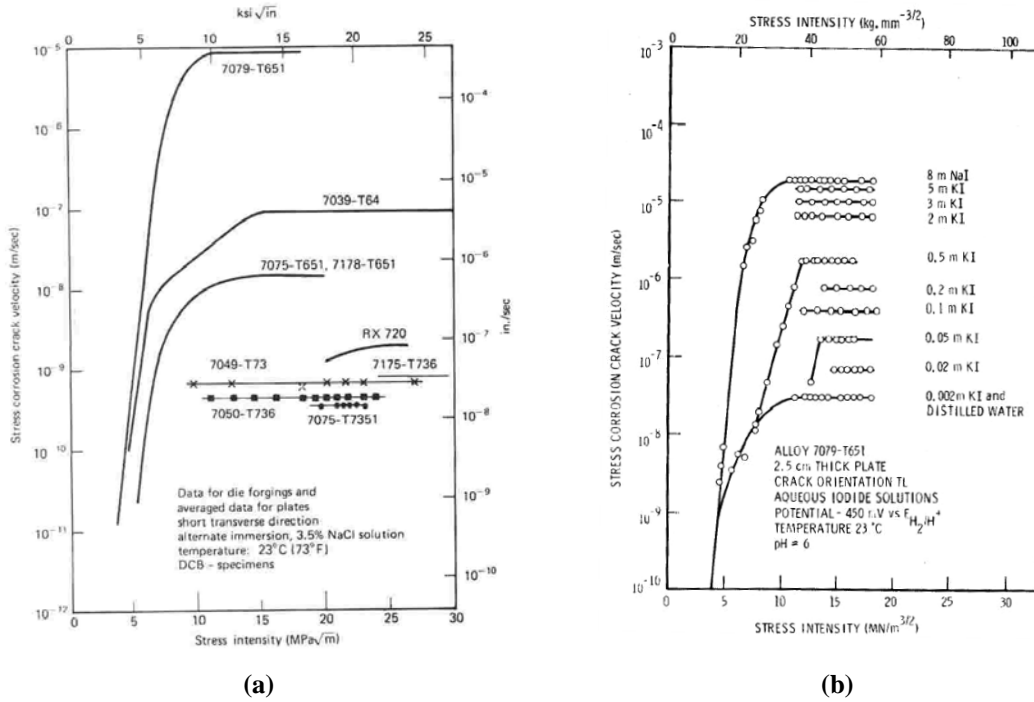 ksi √in
0 5 10 15 20 25
10⁻⁵
10⁻⁶
10⁻⁷
10⁻⁸
10⁻⁹
10⁻¹⁰
10⁻¹¹
10⁻¹²
Stress corrosion crack velocity (m/sec)
7079-T651
7039-T64
7075-T651, 7178-T651
RX 720
7049-T73
7175-T736
7050-T736
7075-T7351
Data for die forgings and
averaged data for plates
short transverse direction
alternate immersion, 3.5% NaCl solution
temperature: 23°C (73°F)
DCB - specimens
10⁻⁴
10⁻⁵
10⁻⁶
10⁻⁷
10⁻⁸
10⁻⁹
10⁻¹⁰
in./sec
0 5 10 15 20 25 30
Stress intensity (MPa√m)
(a)
STRESS INTENSITY (kg.mm⁻³/²)
0 20 40 60 80 100
10⁻³
10⁻⁴
10⁻⁵
10⁻⁶
10⁻⁷
10⁻⁸
10⁻⁹
10⁻¹⁰
STRESS CORROSION CRACK VELOCITY (m/sec)
8 m NaI
5 m KI
3 m KI
2 m KI
0.5 m KI
0.2 m KI
0.1 m KI
0.05 m KI
0.02 m KI
0.002m KI and
DISTILLED WATER
ALLOY 7079-T651
2.5 cm THICK PLATE
CRACK ORIENTATION TL
AQUEOUS IODIDE SOLUTIONS
POTENTIAL - 450 mV vs E H₂/H⁺
TEMPERATURE 23 °C
pH = 6
0 5 10 15 20 25 30
STRESS INTENSITY (MN/m³/²)
(b)